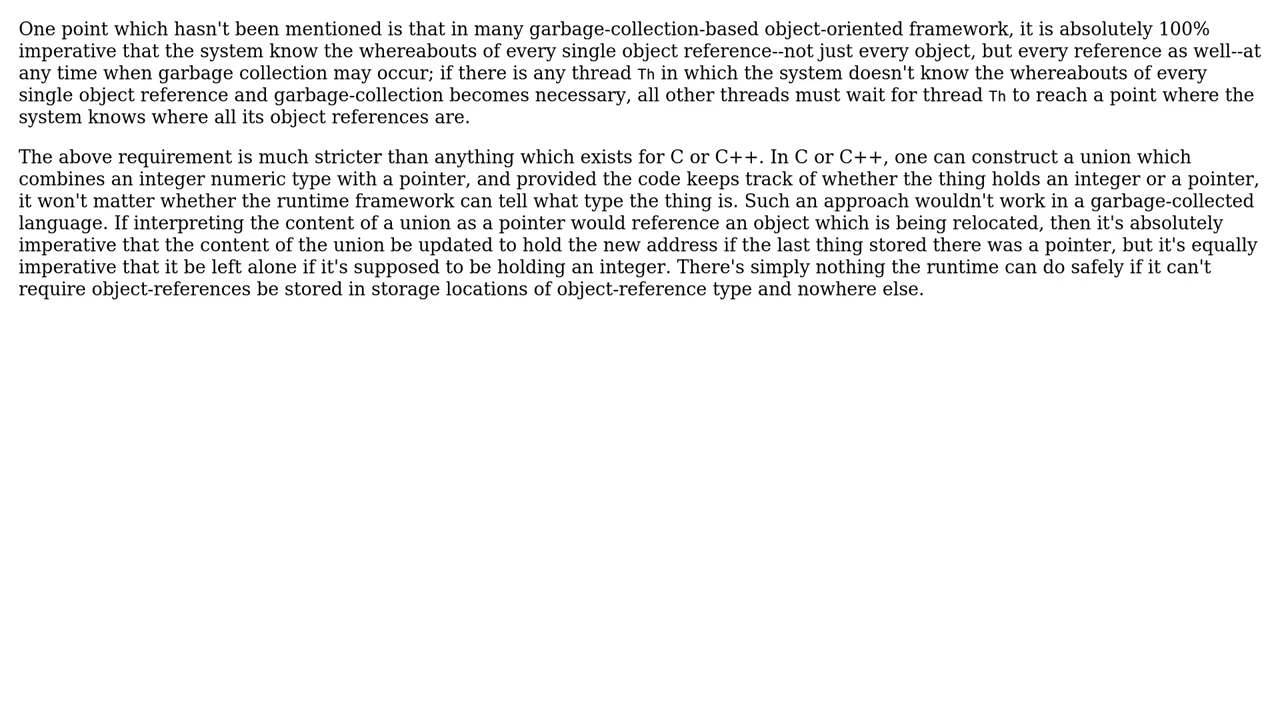 One point which hasn't been mentioned is that in many garbage-collection-based object-oriented framework, it is absolutely 100%
imperative that the system know the whereabouts of every single object reference--not just every object, but every reference as well--at
any time when garbage collection may occur; if there is any thread Th in which the system doesn't know the whereabouts of every
single object reference and garbage-collection becomes necessary, all other threads must wait for thread Th to reach a point where the
system knows where all its object references are.
The above requirement is much stricter than anything which exists for C or C++. In C or C++, one can construct a union which
combines an integer numeric type with a pointer, and provided the code keeps track of whether the thing holds an integer or a pointer,
it won't matter whether the runtime framework can tell what type the thing is. Such an approach wouldn't work in a garbage-collected
language. If interpreting the content of a union as a pointer would reference an object which is being relocated, then it's absolutely
imperative that the content of the union be updated to hold the new address if the last thing stored there was a pointer, but it's equally
imperative that it be left alone if it's supposed to be holding an integer. There's simply nothing the runtime can do safely if it can't
require object-references be stored in storage locations of object-reference type and nowhere else.